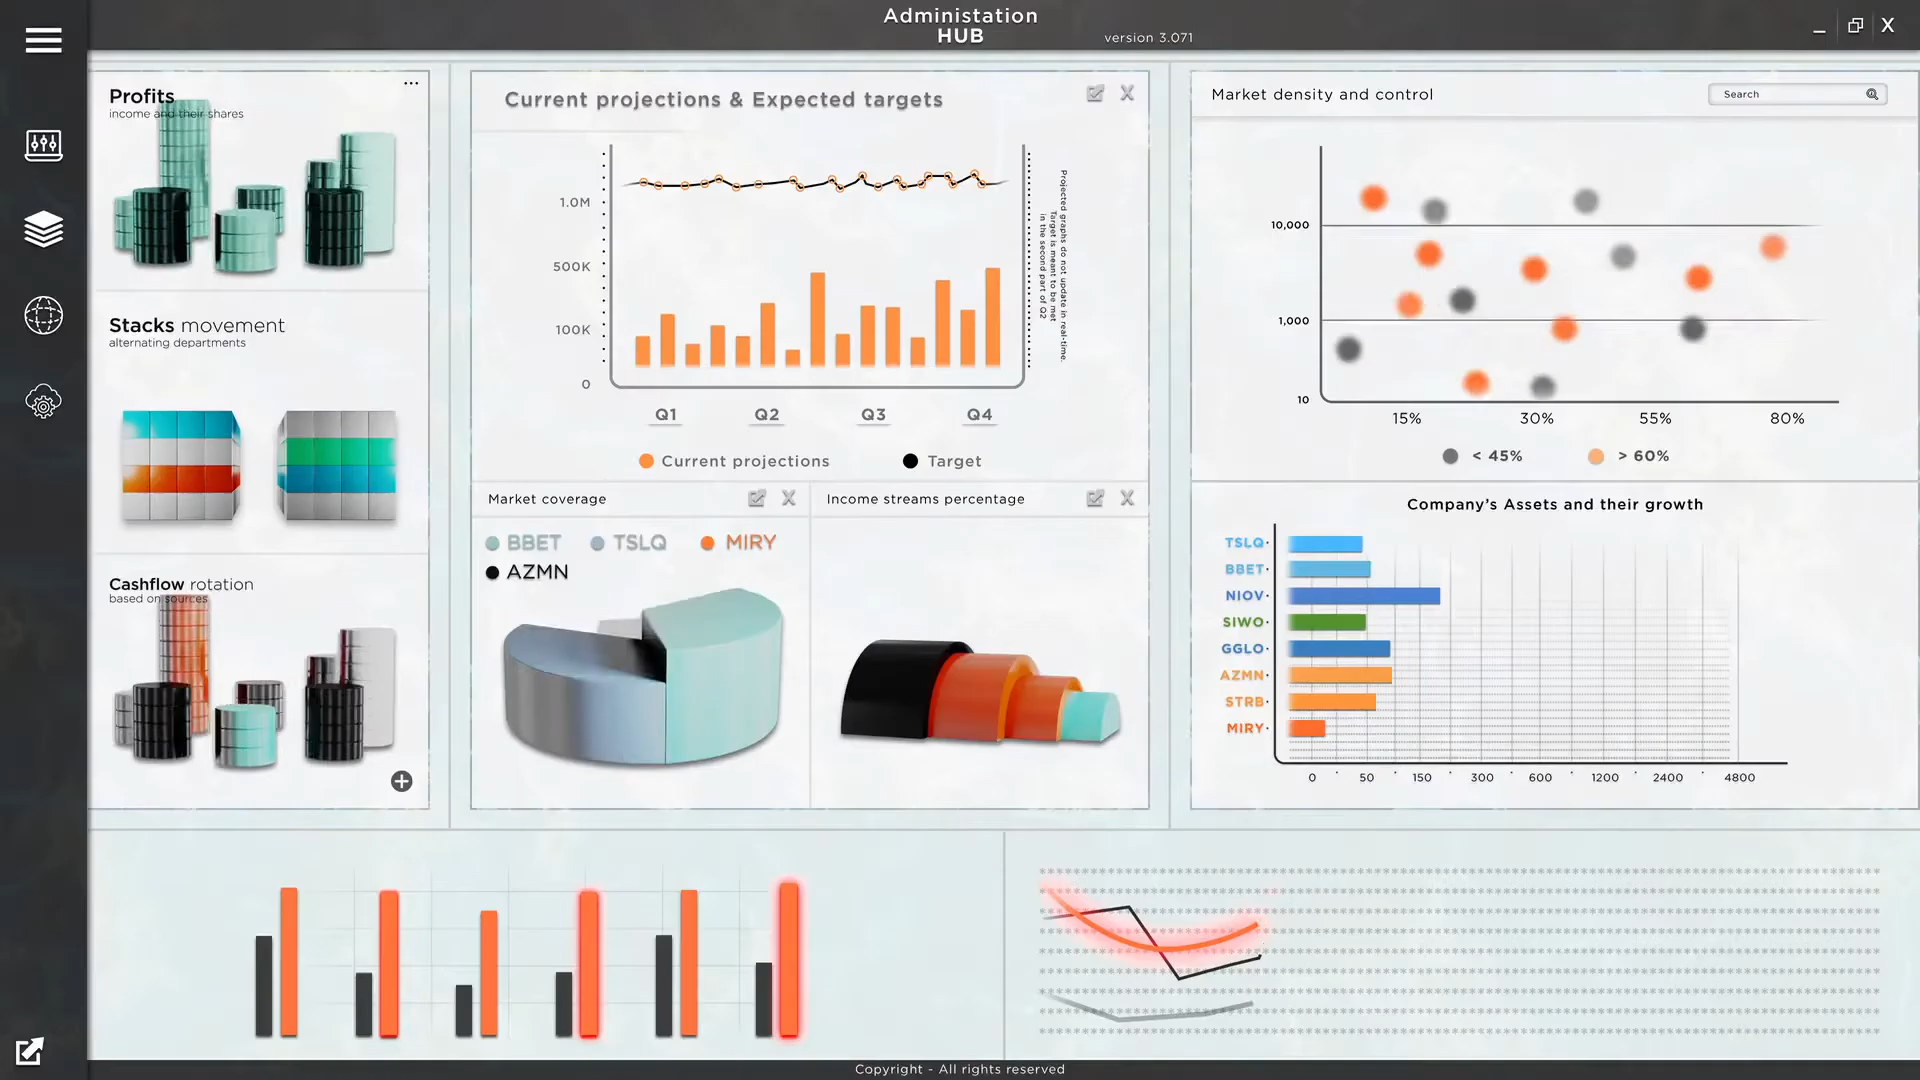 Administation
HUB
version 3.071
X
Profits
income and their shares
Stacks movement
alternating departments
Cashflow rotation
based on sources
Current projections & Expected targets
X
1.0M
500K
100K
0
Q1 Q2 Q3 Q4
Projected graphs do not update in real-time.
Target is meant to be met
in the second part of Q2
Current projections Target
Market coverage
X
BBET TSLQ MIRY
AZMN
Income streams percentage
X
Market density and control
Search
10,000
1,000
10
15% 30% 55% 80%
< 45% > 60%
Company's Assets and their growth
TSLQ
BBET
NIOV
SIWO
GGLO
AZMN
STRB
MIRY
0 50 150 300 600 1200 2400 4800
Copyright - All rights reserved